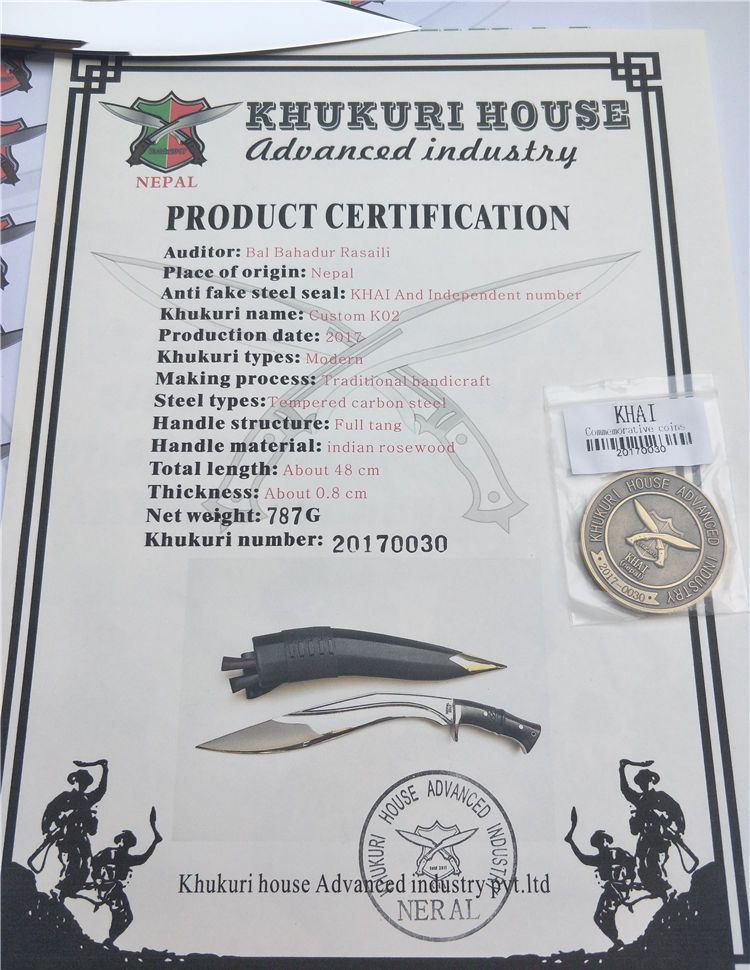 KHUKURI HOUSE
Advanced industry
NEPAL
PRODUCT CERTIFICATION
Auditor: Bal Bahadur Rasaili
Place of origin: Nepal
Anti fake steel seal: KHAI And Independent number
Khukuri name: Custom K02
Production date: 2017
Khukuri types: Modern
Making process: Traditional handicraft
Steel types: Tempered carbon steel
Handle structure: Full tang
Handle material: indian rosewood
Total length: About 48 cm
Thickness: About 0.8 cm
Net weight: 787G
Khukuri number: 20170030
KHAI
Commemorative coins
20170030
KHUKURI HOUSE ADVANCED INDUSTRY
KHAI
2017-0030
KHUKURI HOUSE ADVANCED INDUSTRY
NERAL
Khukuri house Advanced industry pvt.ltd